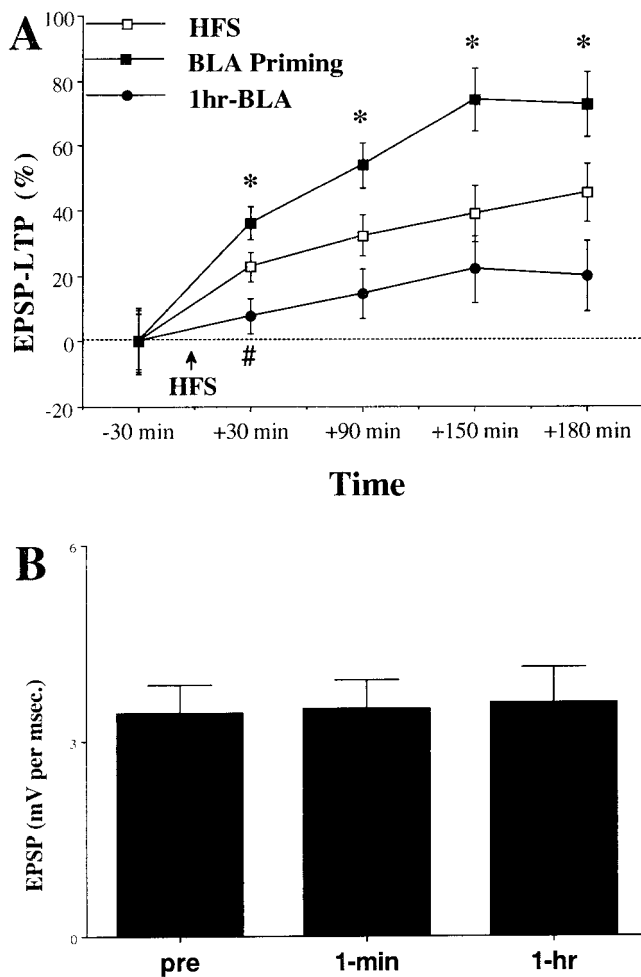 A
HFS
BLA Priming
1hr-BLA
EPSP-LTP (%)
100
80
60
40
20
0
-20
*
*
*
*
#
HFS
-30 min
+30 min
+90 min
+150 min
+180 min
Time
B
EPSP (mV per msec.)
6
3
0
pre
1-min
1-hr